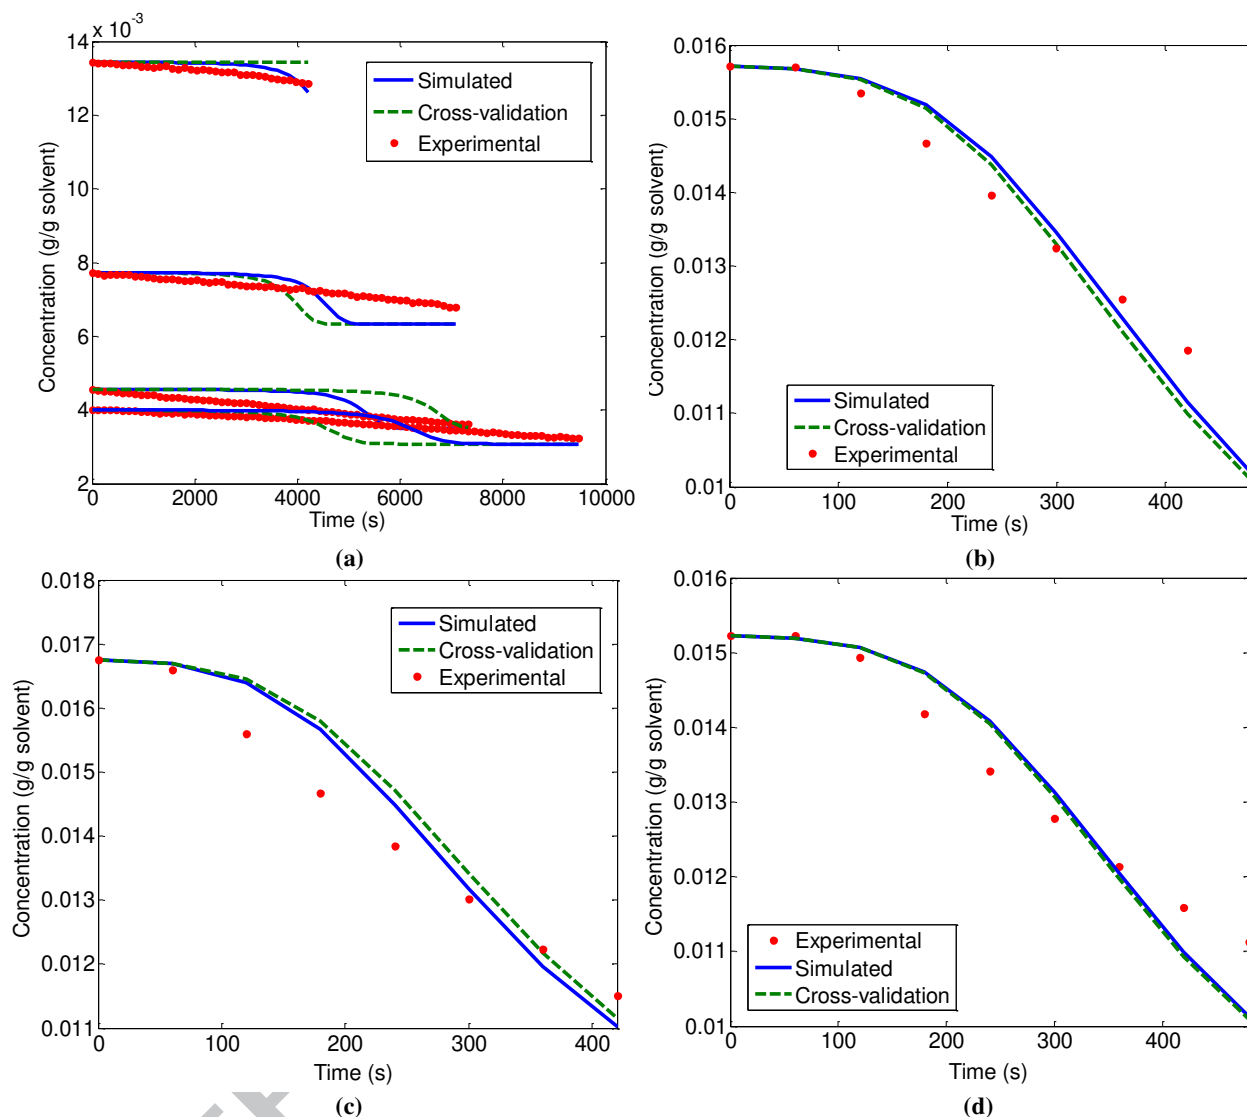 x 10-3
14
12
10
8
6
4
2
0
2000
4000
6000
8000
10000
Concentration (g/g solvent)
Time (s)
Simulated
Cross-validation
Experimental
(a)
0.016
0.015
0.014
0.013
0.012
0.011
0.01
0
100
200
300
400
Concentration (g/g solvent)
Time (s)
Simulated
Cross-validation
Experimental
(b)
0.018
0.017
0.016
0.015
0.014
0.013
0.012
0.011
0
100
200
300
400
Concentration (g/g solvent)
Time (s)
Simulated
Cross-validation
Experimental
(c)
0.016
0.015
0.014
0.013
0.012
0.011
0.01
0
100
200
300
400
Concentration (g/g solvent)
Time (s)
Experimental
Simulated
Cross-validation
(d)